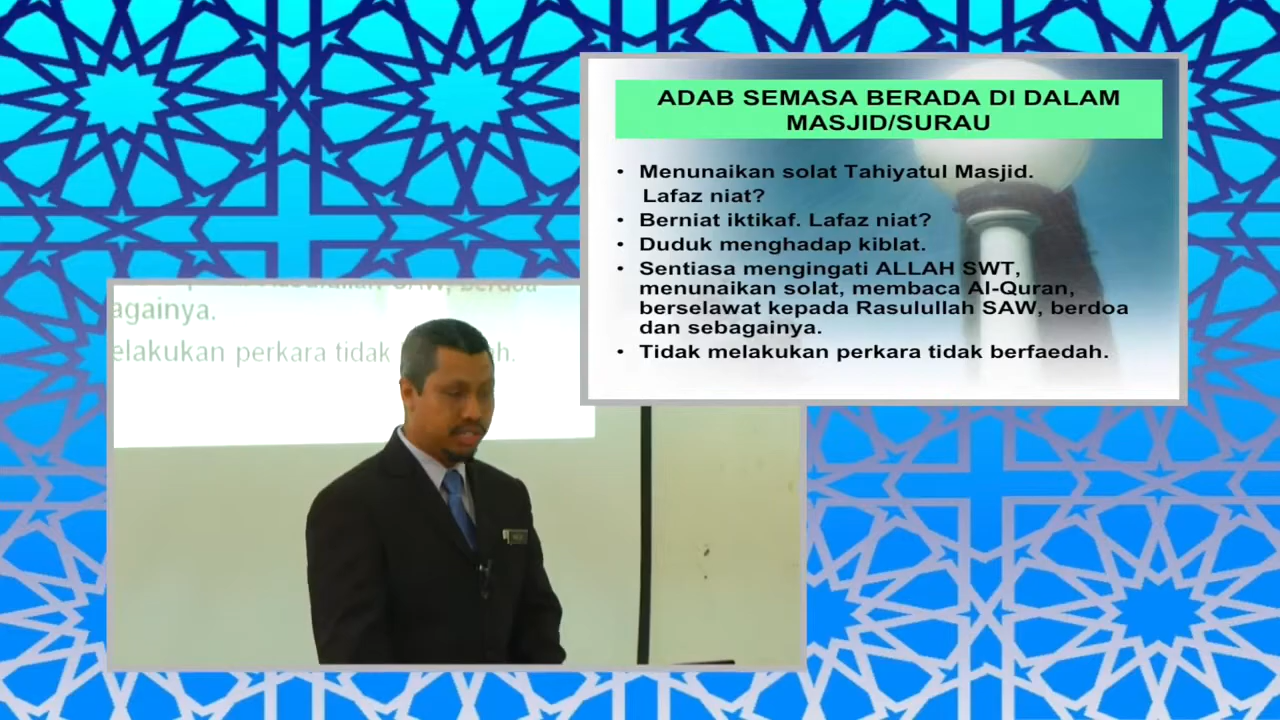 ADAB SEMASA BERADA DI DALAM
MASJID/SURAU
• Menunaikan solat Tahiyatul Masjid.
Lafaz niat?
• Berniat iktikaf. Lafaz niat?
• Duduk menghadap kiblat.
• Sentiasa mengingati ALLAH SWT,
menunaikan solat, membaca Al-Quran,
berselawat kepada Rasulullah SAW, berdoa
dan sebagainya.
• Tidak melakukan perkara tidak berfaedah.
againya.
elakukan perkara tidak